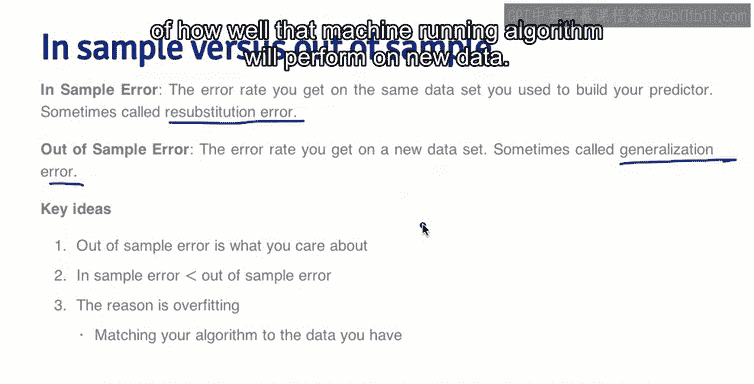 of how well that machine running algorithm
In sample versus out of sample
will perform on new data.
In Sample Error: The error rate you get on the same data set you used to build your predictor.
Sometimes called resubstitution error.
Out of Sample Error: The error rate you get on a new data set. Sometimes called generalization
error.
Key ideas
1. Out of sample error is what you care about
2. In sample error < out of sample error
3. The reason is overfitting
· Matching your algorithm to the data you have